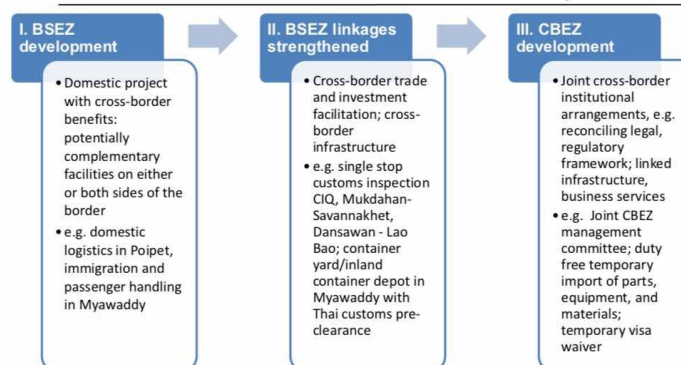 I. BSEZ
development
• Domestic project
with cross-border
benefits:
potentially
complementary
facilities on either
or both sides of the
border
• e.g. domestic
logistics in Poipet,
immigration and
passenger handling
in Myawaddy
II. BSEZ linkages
strengthened
• Cross-border trade
and investment
facilitation; cross-
border
infrastructure
• e.g. single stop
customs inspection
CIQ, Mukdahan-
Savannakhet,
Dansawan - Lao
Bao; container
yard/inland
container depot in
Myawaddy with
Thai customs pre-
clearance
III. CBEZ
development
• Joint cross-border
institutional
arrangements, e.g.
reconciling legal,
regulatory
framework; linked
infrastructure,
business services
• e.g. Joint CBEZ
management
committee; duty
free temporary
import of parts,
equipment, and
materials;
temporary visa
waiver